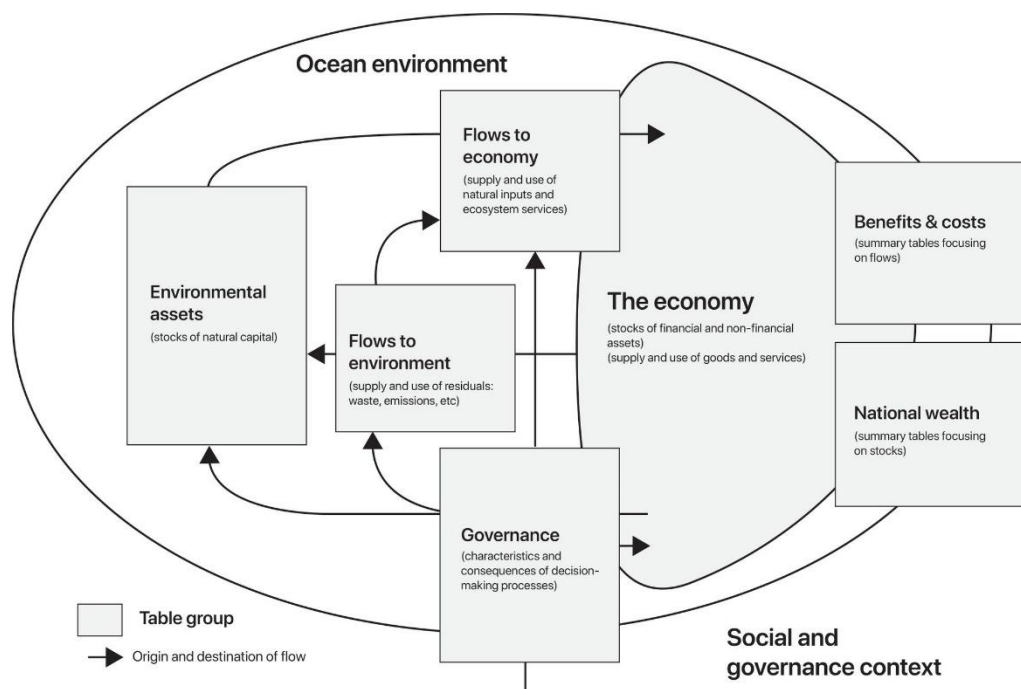 Ocean environment
Flows to
economy
(supply and use of
natural inputs and
ecosystem services)
Benefits & costs
(summary tables focusing
on flows)
Environmental
assets
(stocks of natural capital)
The economy
(stocks of financial and non-financial
assets)
(supply and use of goods and services)
Flows to
environment
(supply and use of residuals:
waste, emissions, etc)
National wealth
(summary tables focusing
on stocks)
Governance
(characteristics and
consequences of decision-
making processes)
Table group
Origin and destination of flow
Social and
governance context